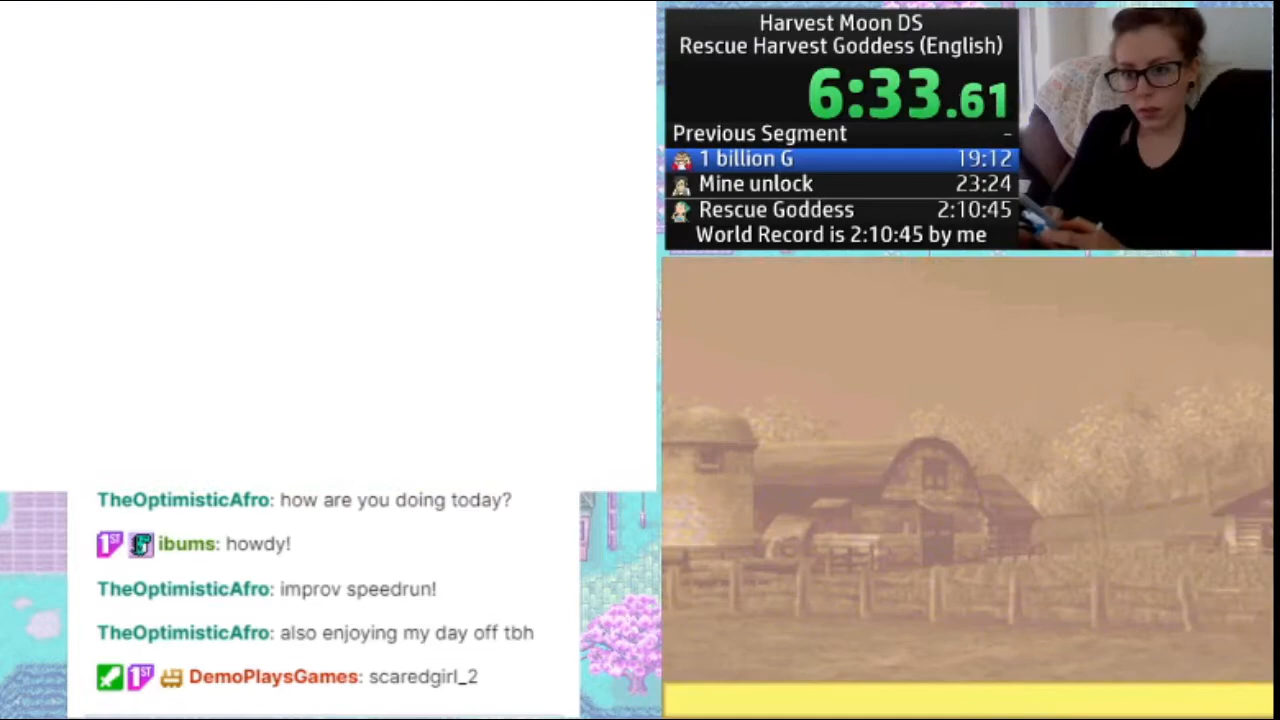 Harvest Moon DS
Rescue Harvest Goddess (English)
6:33.61
Previous Segment -
1 billion G 19:12
Mine unlock 23:24
Rescue Goddess 2:10:45
World Record is 2:10:45 by me
TheOptimisticAfro: how are you doing today?
1ST ibums: howdy!
TheOptimisticAfro: improv speedrun!
TheOptimisticAfro: also enjoying my day off tbh
1ST DemoPlaysGames: scaredgirl_2